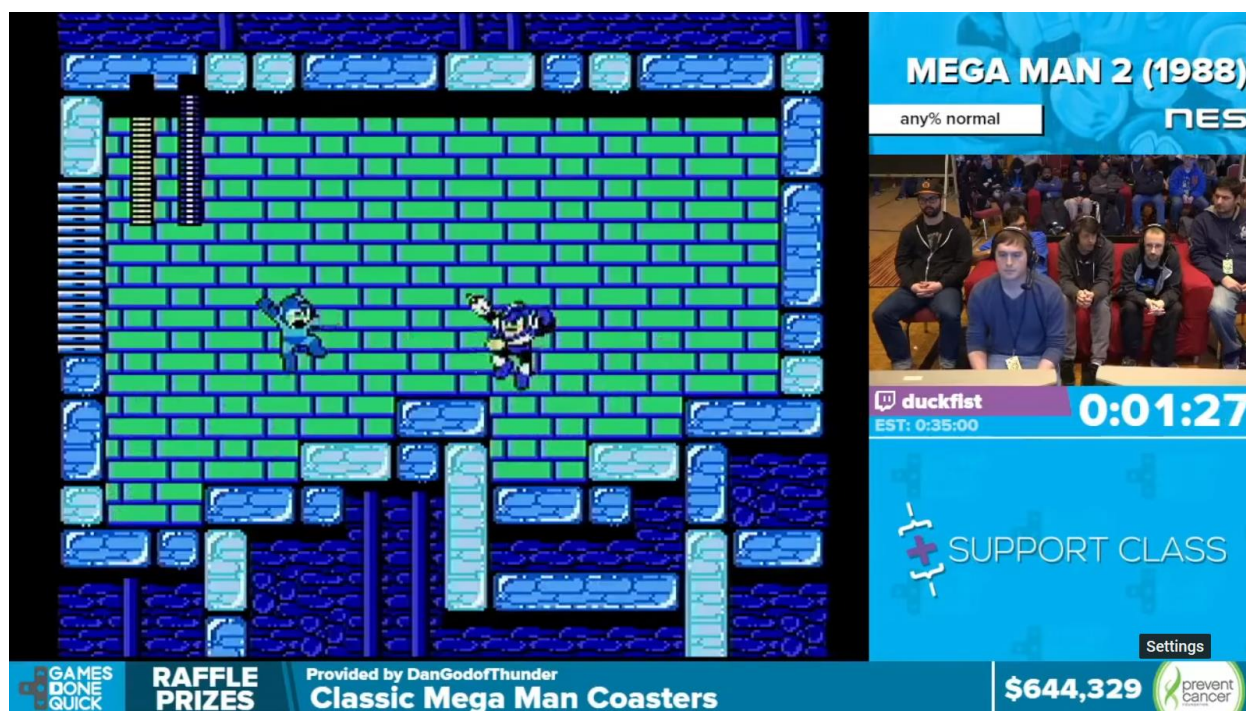 MEGA MAN 2 (1988)
any% normal
NES
duckfist
EST: 0:35:00
0:01:27
SUPPORT CLASS
Settings
GAMES
DONE
QUICK
RAFFLE
PRIZES
Provided by DanGodofThunder
Classic Mega Man Coasters
$644,329
prevent
cancer